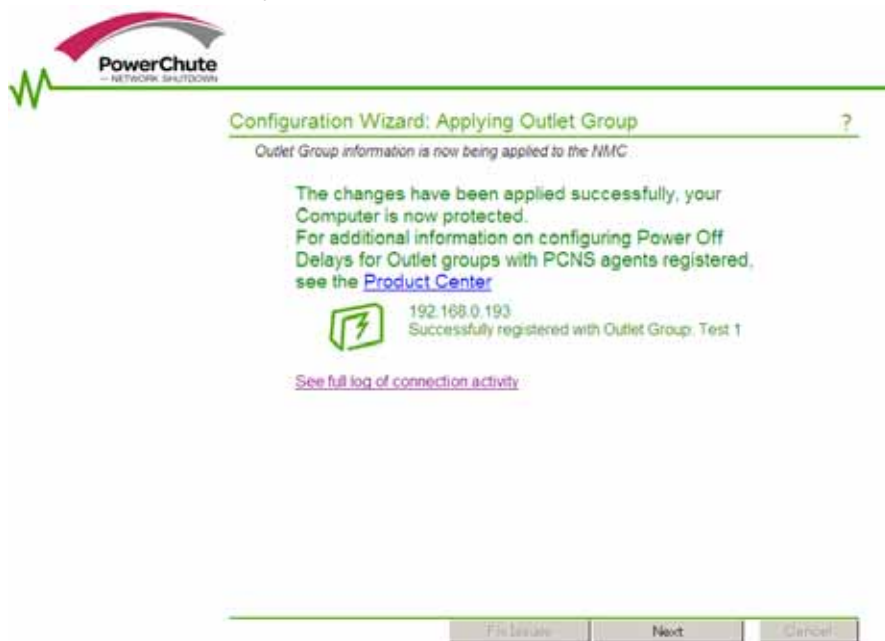 PowerChute
NETWORK SHUTDOWN
Configuration Wizard: Applying Outlet Group ?
Outlet Group information is now being applied to the NMC
The changes have been applied successfully, your
Computer is now protected.
For additional information on configuring Power Off
Delays for Outlet groups with PCNS agents registered,
see the Product Center
192.168.0.193
Successfully registered with Outlet Group. Test 1
See full log of connection activity
Fix Issues Next Cancel